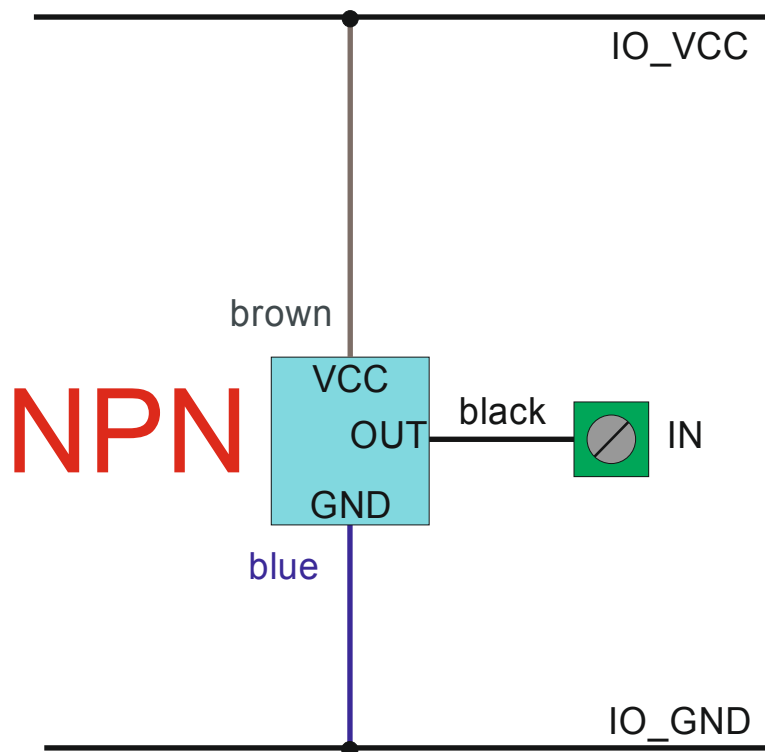 IO_VCC
brown
VCC
NPN
OUT
black
IN
GND
blue
IO_GND